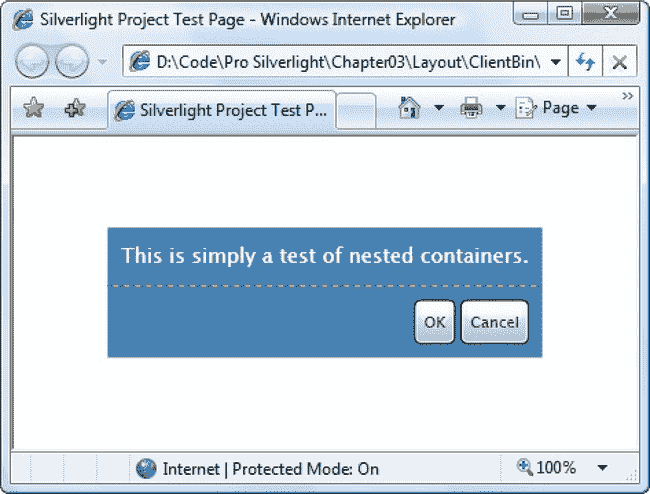 Silverlight Project Test Page - Windows Internet Explorer
D:\Code\Pro Silverlight\Chapter03\Layout\ClientBin\
Silverlight Project Test P...
Page
This is simply a test of nested containers.
OK
Cancel
Internet | Protected Mode: On
100%